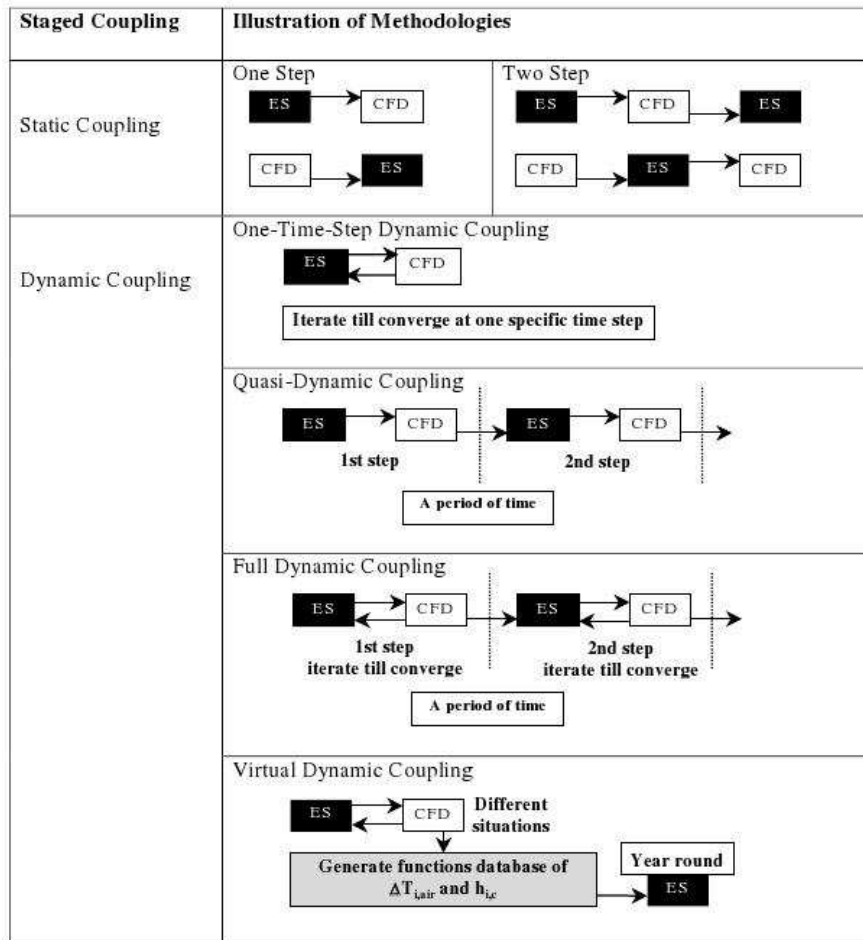 Staged Coupling
Illustration of Methodologies
Static Coupling
One Step
ES CFD
CFD ES
Two Step
ES CFD ES
CFD ES CFD
Dynamic Coupling
One-Time-Step Dynamic Coupling
ES CFD
Iterate till converge at one specific time step
Quasi-Dynamic Coupling
ES CFD ES CFD
1st step 2nd step
A period of time
Full Dynamic Coupling
ES CFD ES CFD
1st step 2nd step
iterate till converge iterate till converge
A period of time
Virtual Dynamic Coupling
ES CFD
Different
situations
Generate functions database of
ΔTi,air and hi,c
Year round
ES